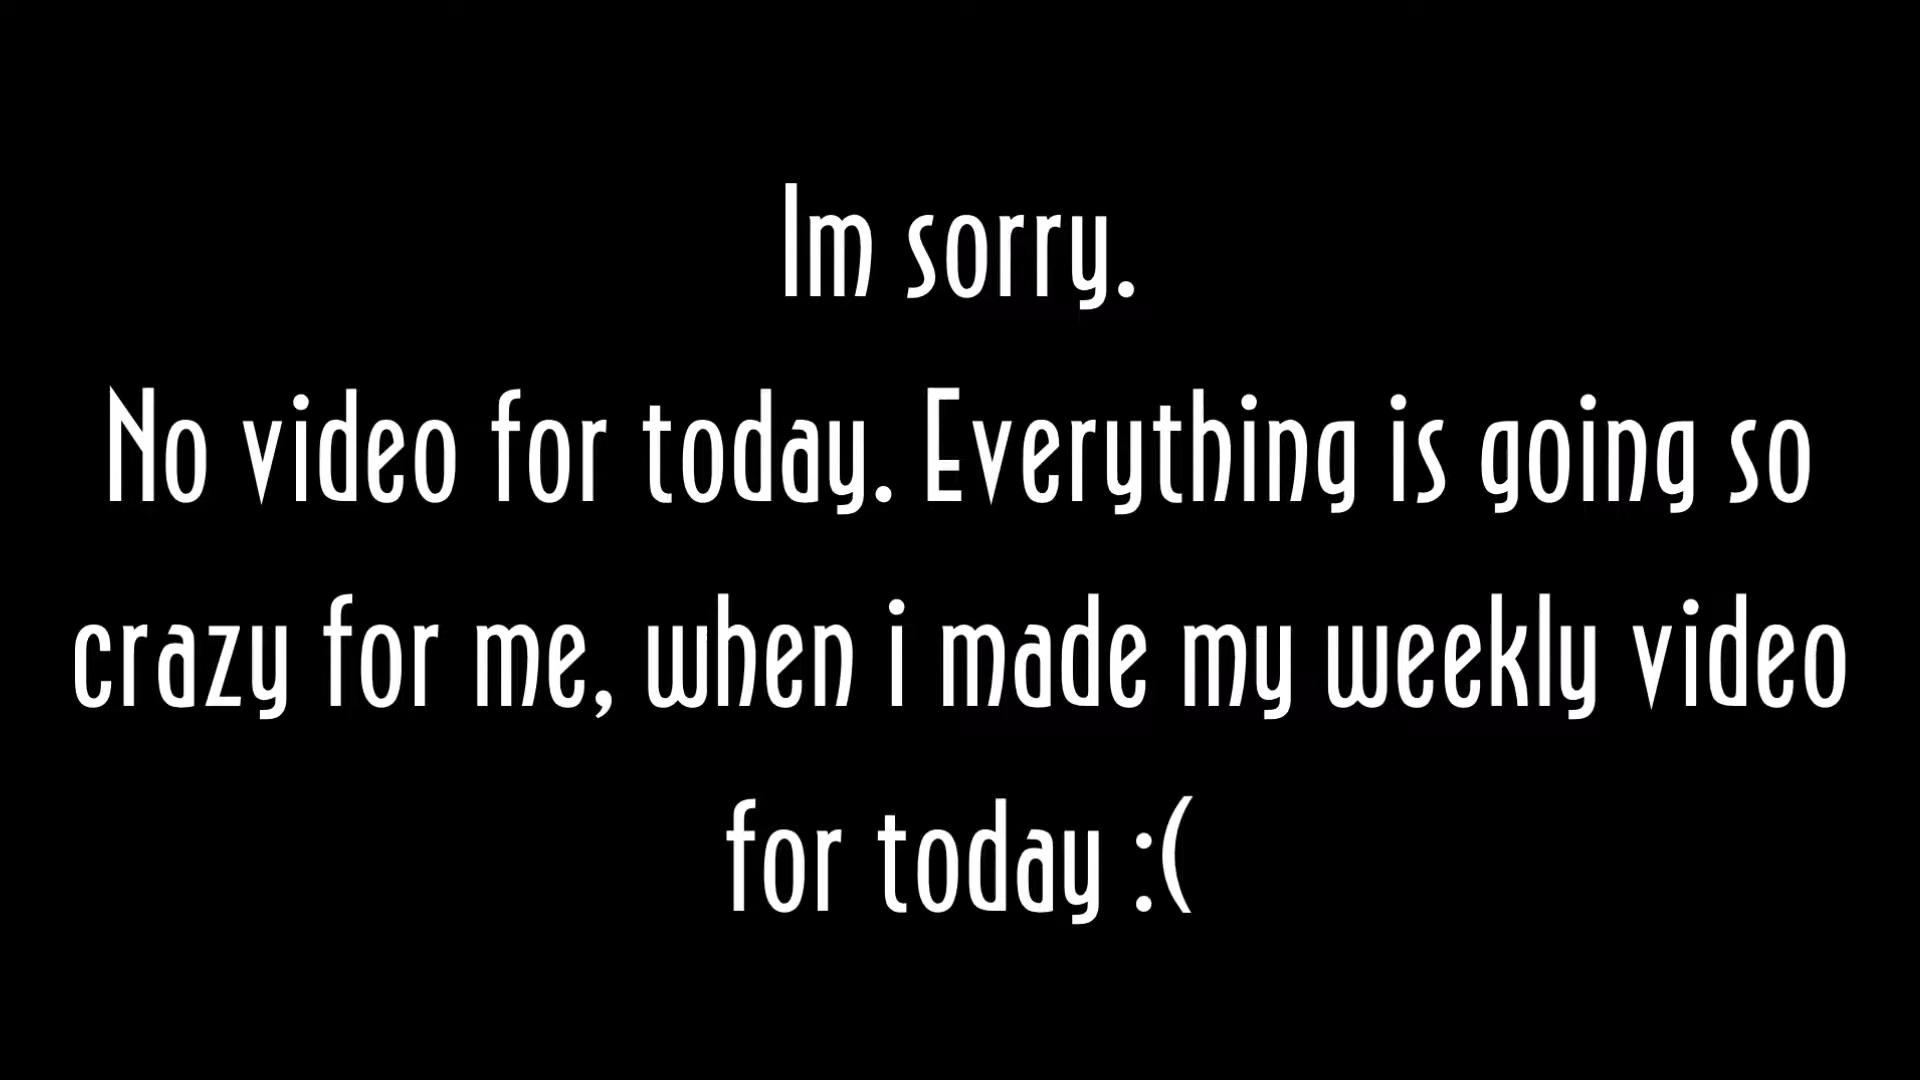 Im sorry.
No video for today. Everything is going so
crazy for me, when i made my weekly video
for today :(